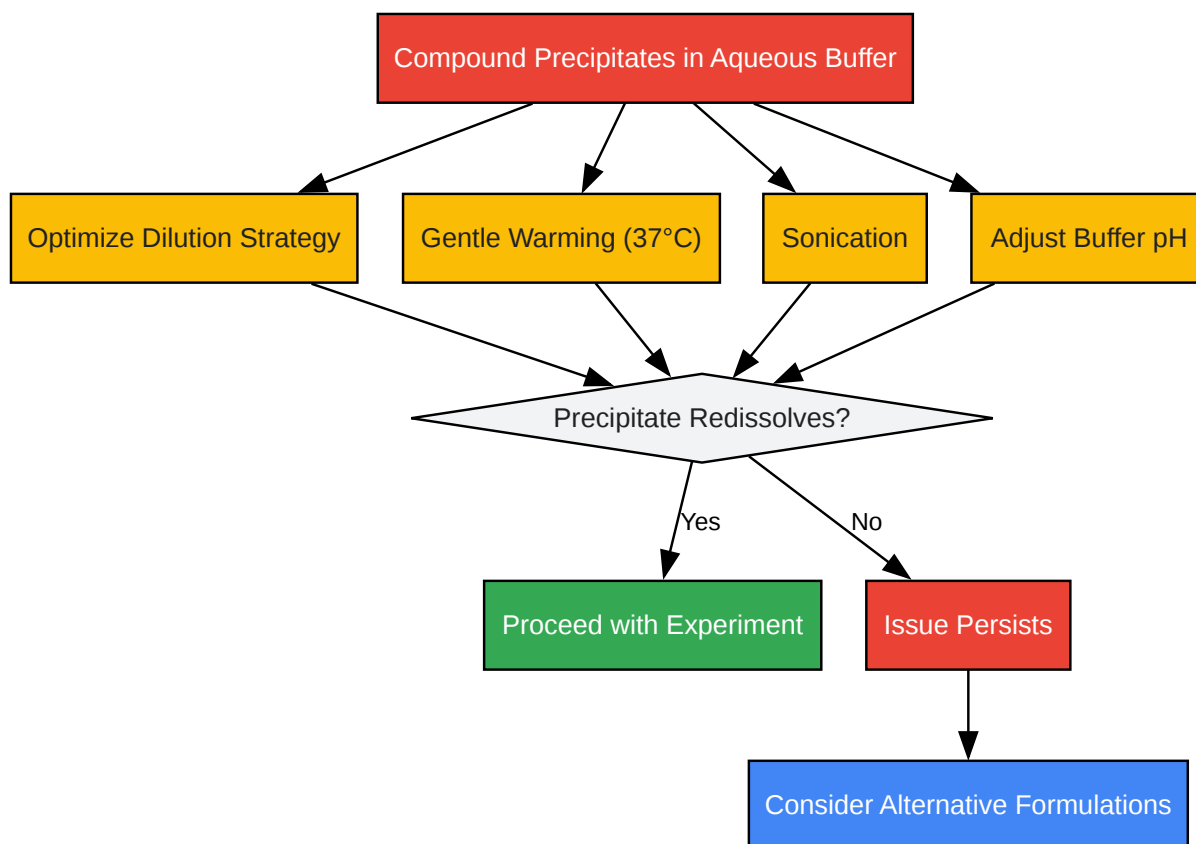 Compound Precipitates in Aqueous Buffer
Optimize Dilution Strategy
Gentle Warming (37°C)
Sonication
Adjust Buffer pH
Precipitate Redissolves?
Yes
No
Proceed with Experiment
Issue Persists
Consider Alternative Formulations